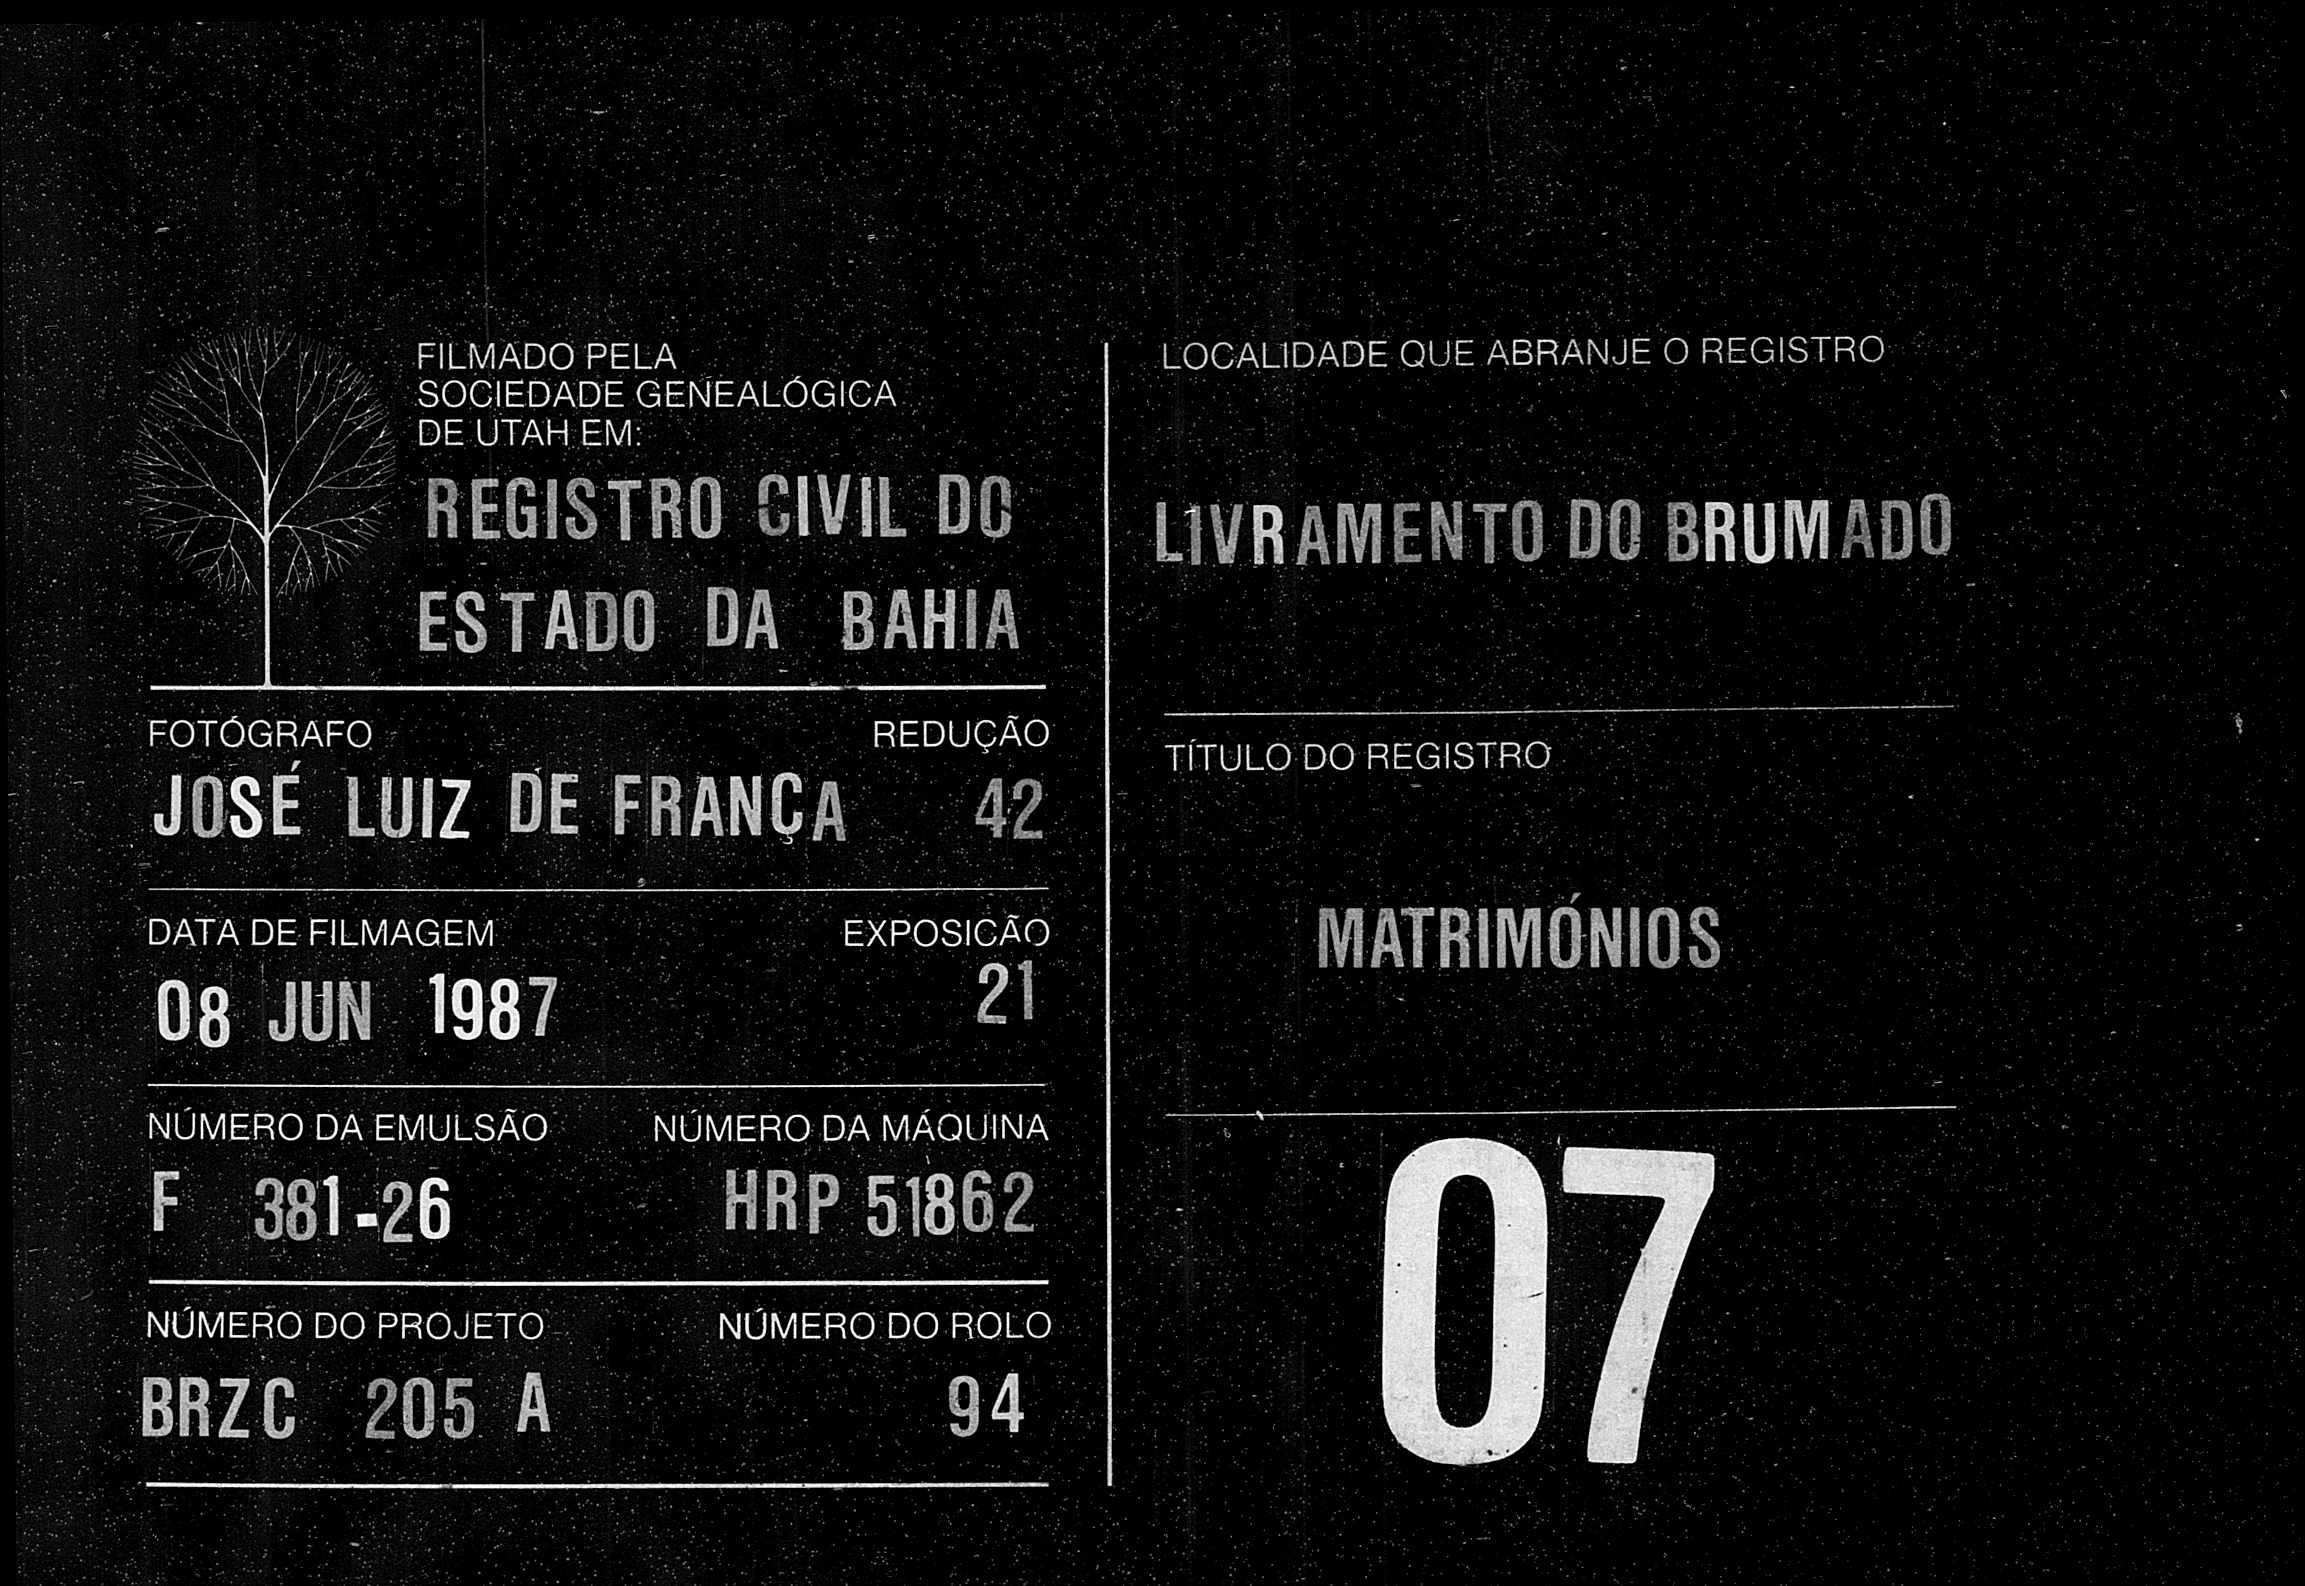 FILMADO PELA
SOCIEDADE GENEALÓGICA
DE UTAH EM:
REGISTRO CIVIL DO
ESTADO DA BAHIA
FOTÓGRAFO REDUÇÃO
JOSÉ LUIZ DE FRANÇA 42
DATA DE FILMAGEM EXPOSICÃO
08 JUN 1987 21
NÚMERO DA EMULSÃO NÚMERO DA MÁQUINA
F 381-26 HRP 51862
NÚMERO DO PROJETO NÚMERO DO ROLO
BRZC 205 A 94
LOCALIDADE QUE ABRANJE O REGISTRO
LIVRAMENTO DO BRUMADO
TÍTULO DO REGISTRO
MATRIMÓNIOS
07